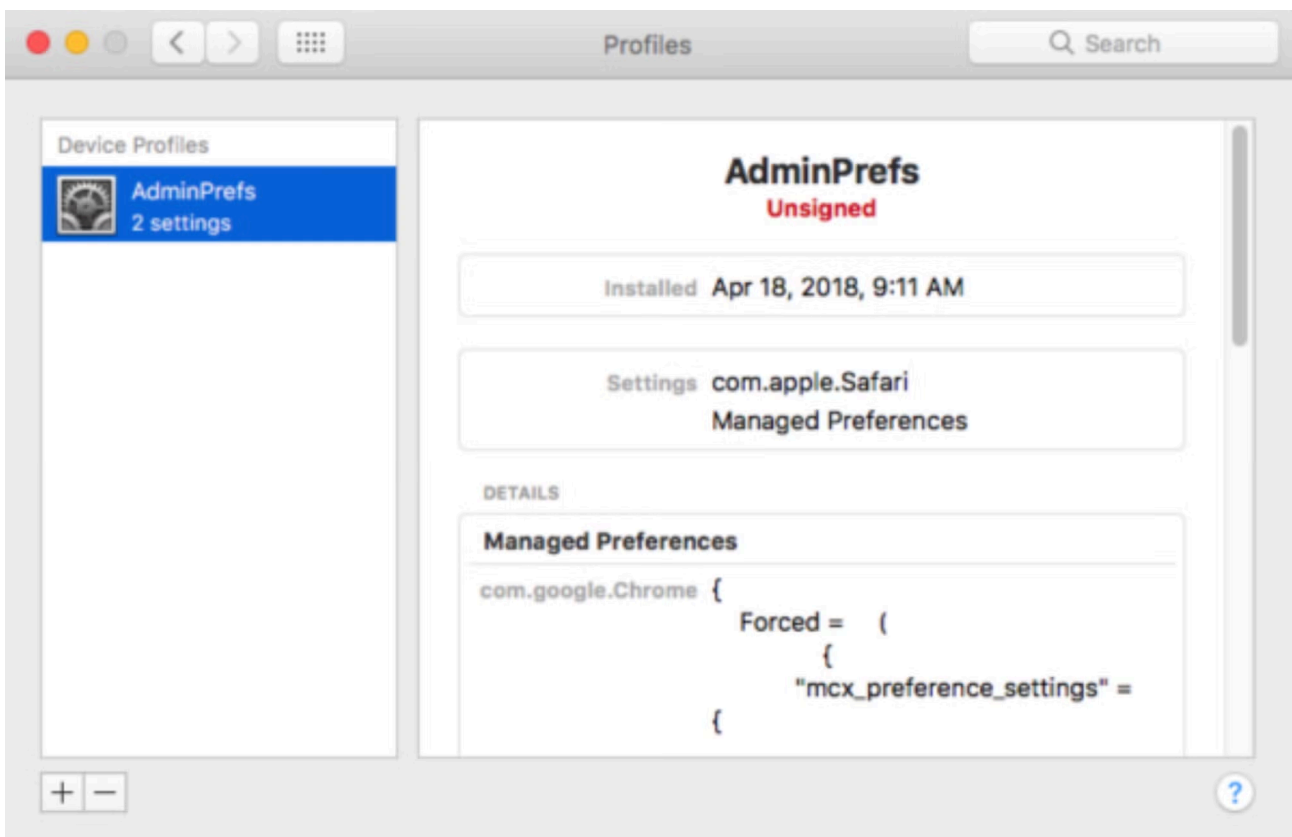 Profiles
Search
Device Profiles
AdminPrefs
2 settings
AdminPrefs
Unsigned
Installed Apr 18, 2018, 9:11 AM
Settings com.apple.Safari
Managed Preferences
DETAILS
Managed Preferences
com.google.Chrome {
Forced = (
{
"mcx_preference_settings" =
{
+ −
?